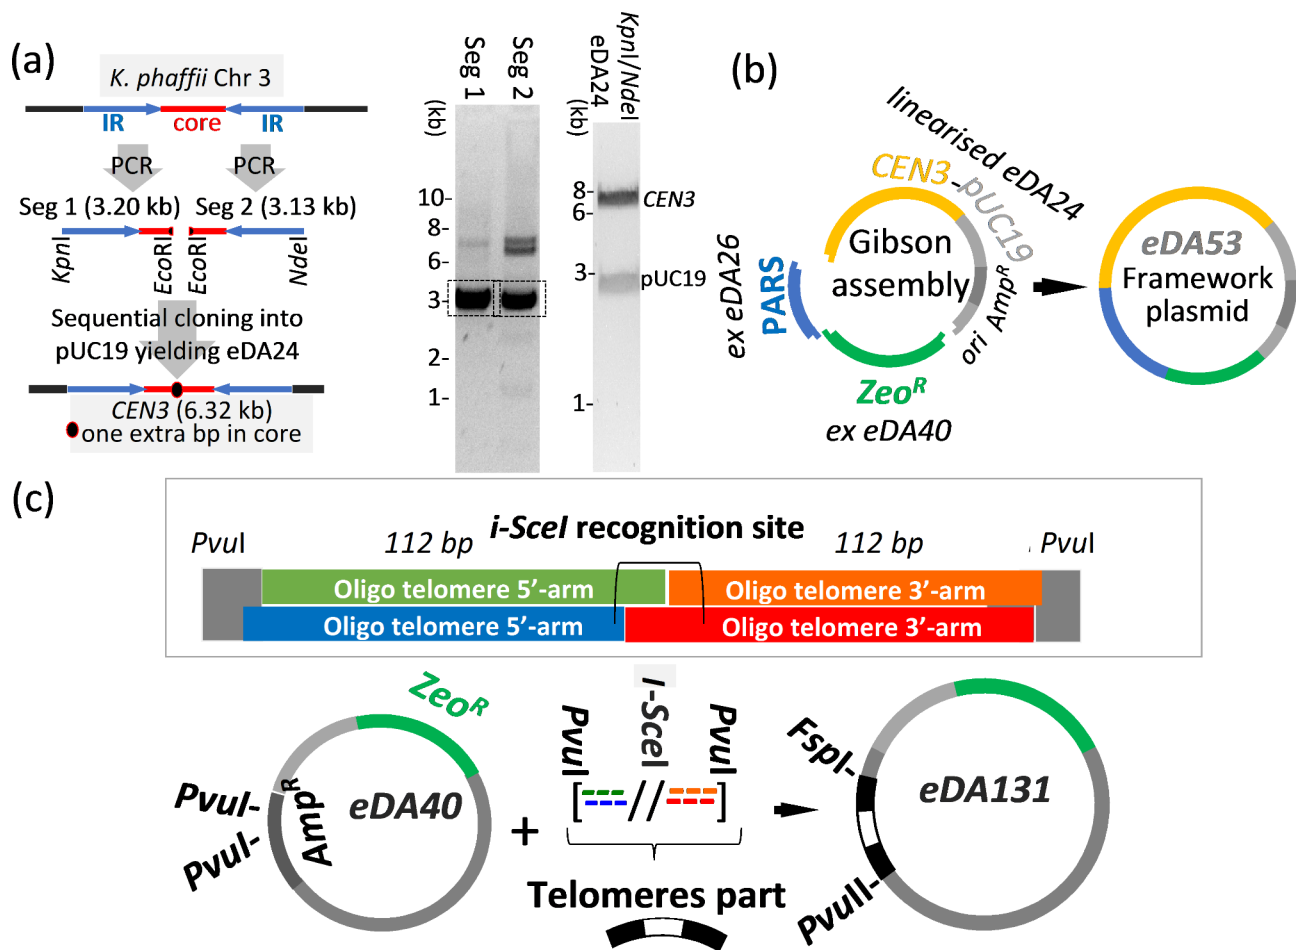 (a)
K. phaffii Chr 3
IR core IR
PCR PCR
Seg 1 (3.20 kb) Seg 2 (3.13 kb)
KpnI EcoRI EcoRI NdeI
Sequential cloning into
pUC19 yielding eDA24
CEN3 (6.32 kb)
one extra bp in core
(kb) Seg 1 Seg 2
10-
8-
6-
3-
2-
1-
(kb) eDA24
KpnI/NdeI
8-
6-
3-
1-
CEN3
pUC19
(b)
linearised eDA24
CEN3-pUC19
Gibson
assembly
ex eDA26
PARS
ori AmpR
ZeoR
ex eDA40
eDA53
Framework
plasmid
(c)
i-SceI recognition site
PvuI 112 bp 112 bp PvuI
Oligo telomere 5’-arm Oligo telomere 3’-arm
Oligo telomere 5’-arm Oligo telomere 3’-arm
ZeoR
PvuI-
PvuI-
AmpR
eDA40
+
PvuI I-SceI PvuI
[ // ]
Telomeres part
FspI-
PvuII-
eDA131